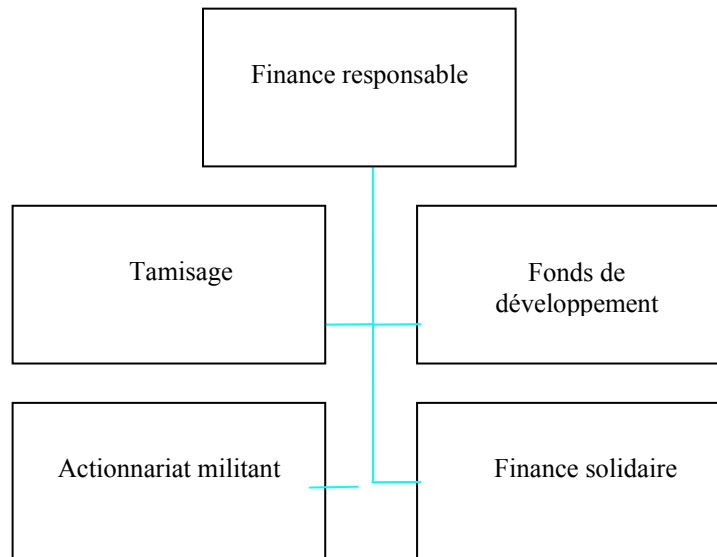 Finance responsable
Tamisage
Fonds de
développement
Actionnariat militant
Finance solidaire